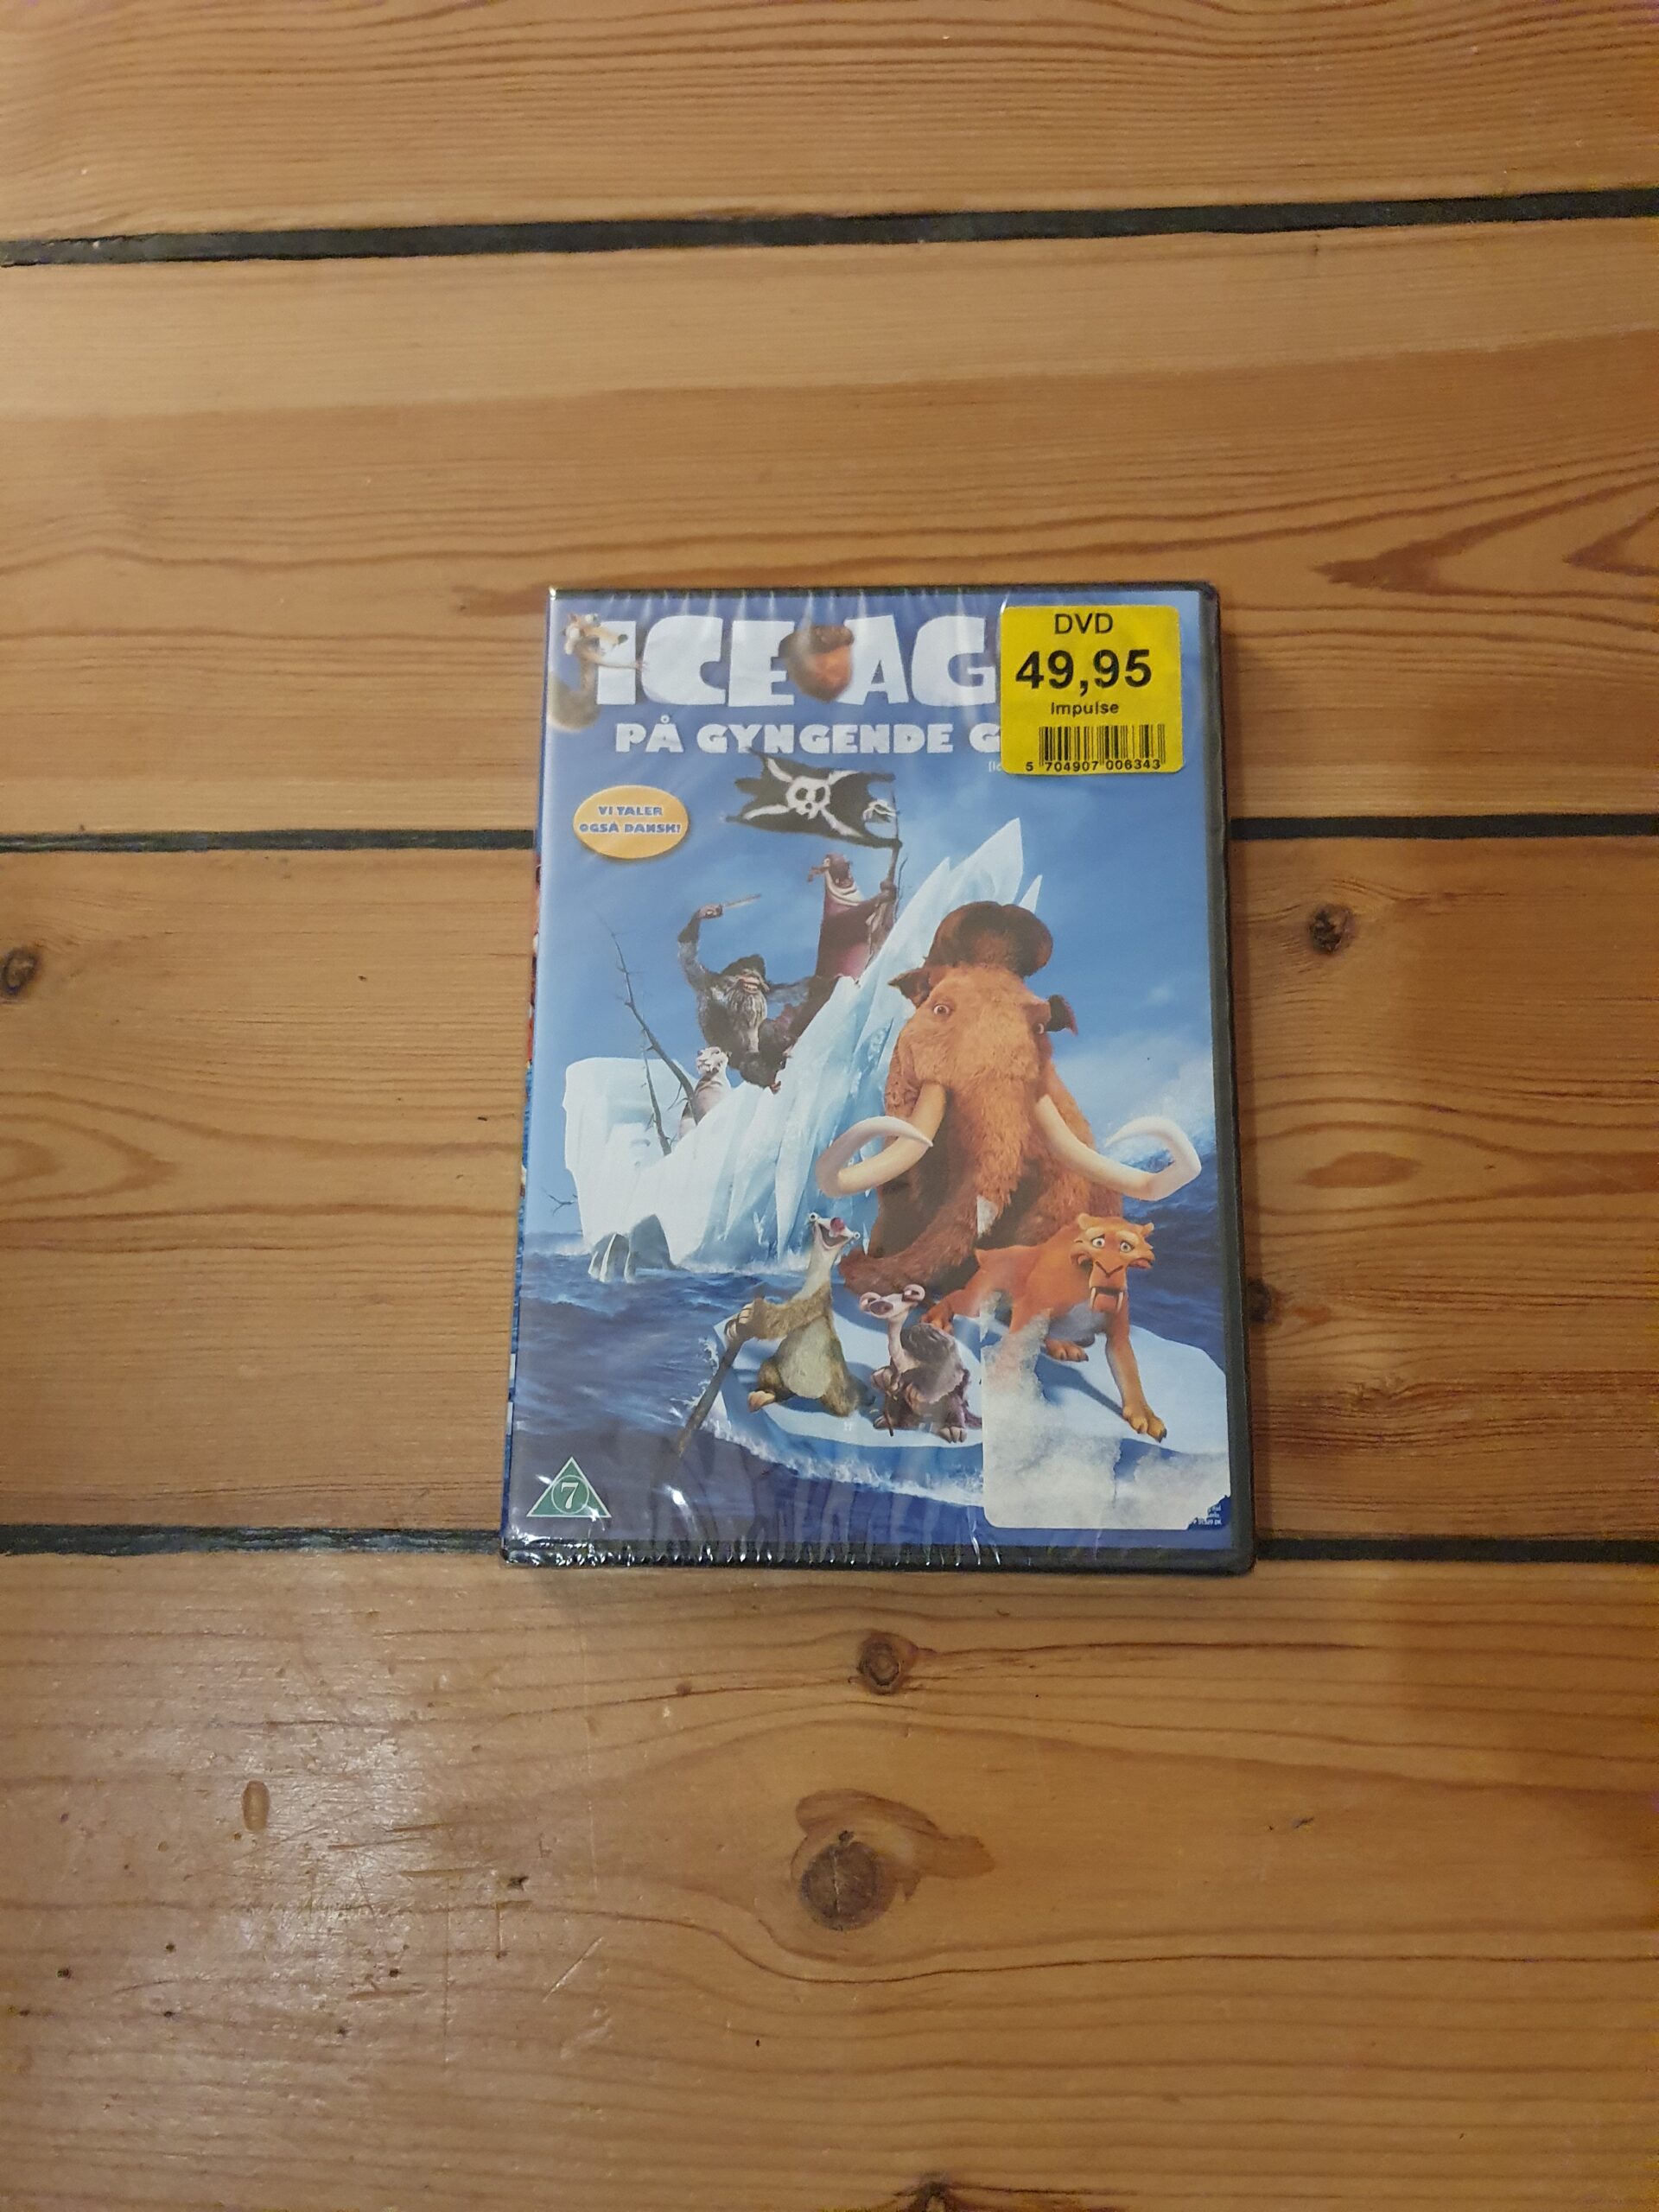 ICE AG
PÅ GYNGENDE G
DVD
49,95
Impulse
5 704907 006343
VI TALER
OGSÅ DANSK!
7